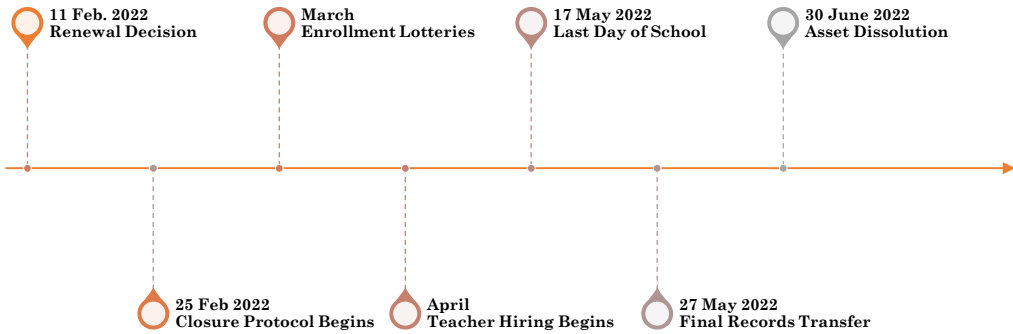 11 Feb. 2022
Renewal Decision
March
Enrollment Lotteries
17 May 2022
Last Day of School
30 June 2022
Asset Dissolution
25 Feb 2022
Closure Protocol Begins
April
Teacher Hiring Begins
27 May 2022
Final Records Transfer